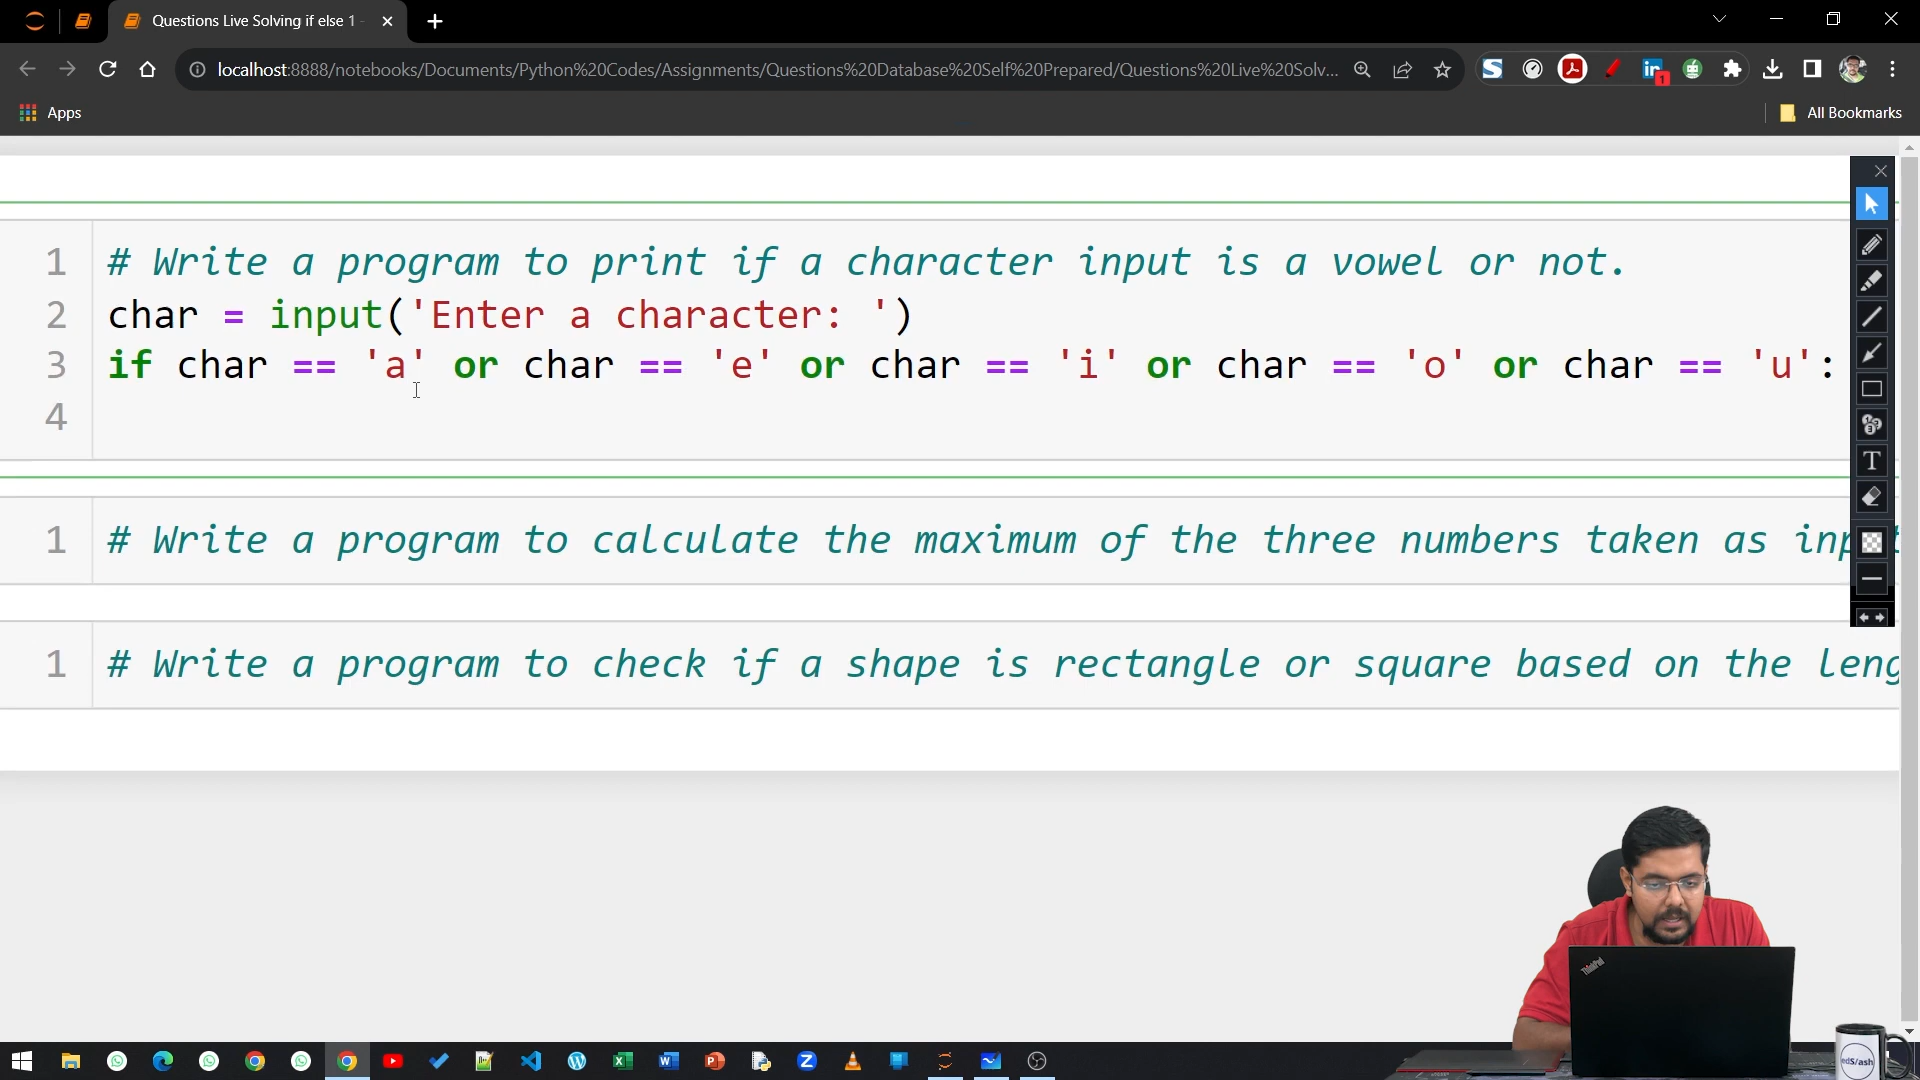 Questions Live Solving if else 1 -
localhost:8888/notebooks/Documents/Python%20Codes/Assignments/Questions%20Database%20Self%20Prepared/Questions%20Live%20Solv...
1
Apps
All Bookmarks
1 # Write a program to print if a character input is a vowel or not.
2 char = input('Enter a character: ')
3 if char == 'a' or char == 'e' or char == 'i' or char == 'o' or char == 'u':
4
1 # Write a program to calculate the maximum of the three numbers taken as inp
1 # Write a program to check if a shape is rectangle or square based on the leng
ThinkPad
edS/ash